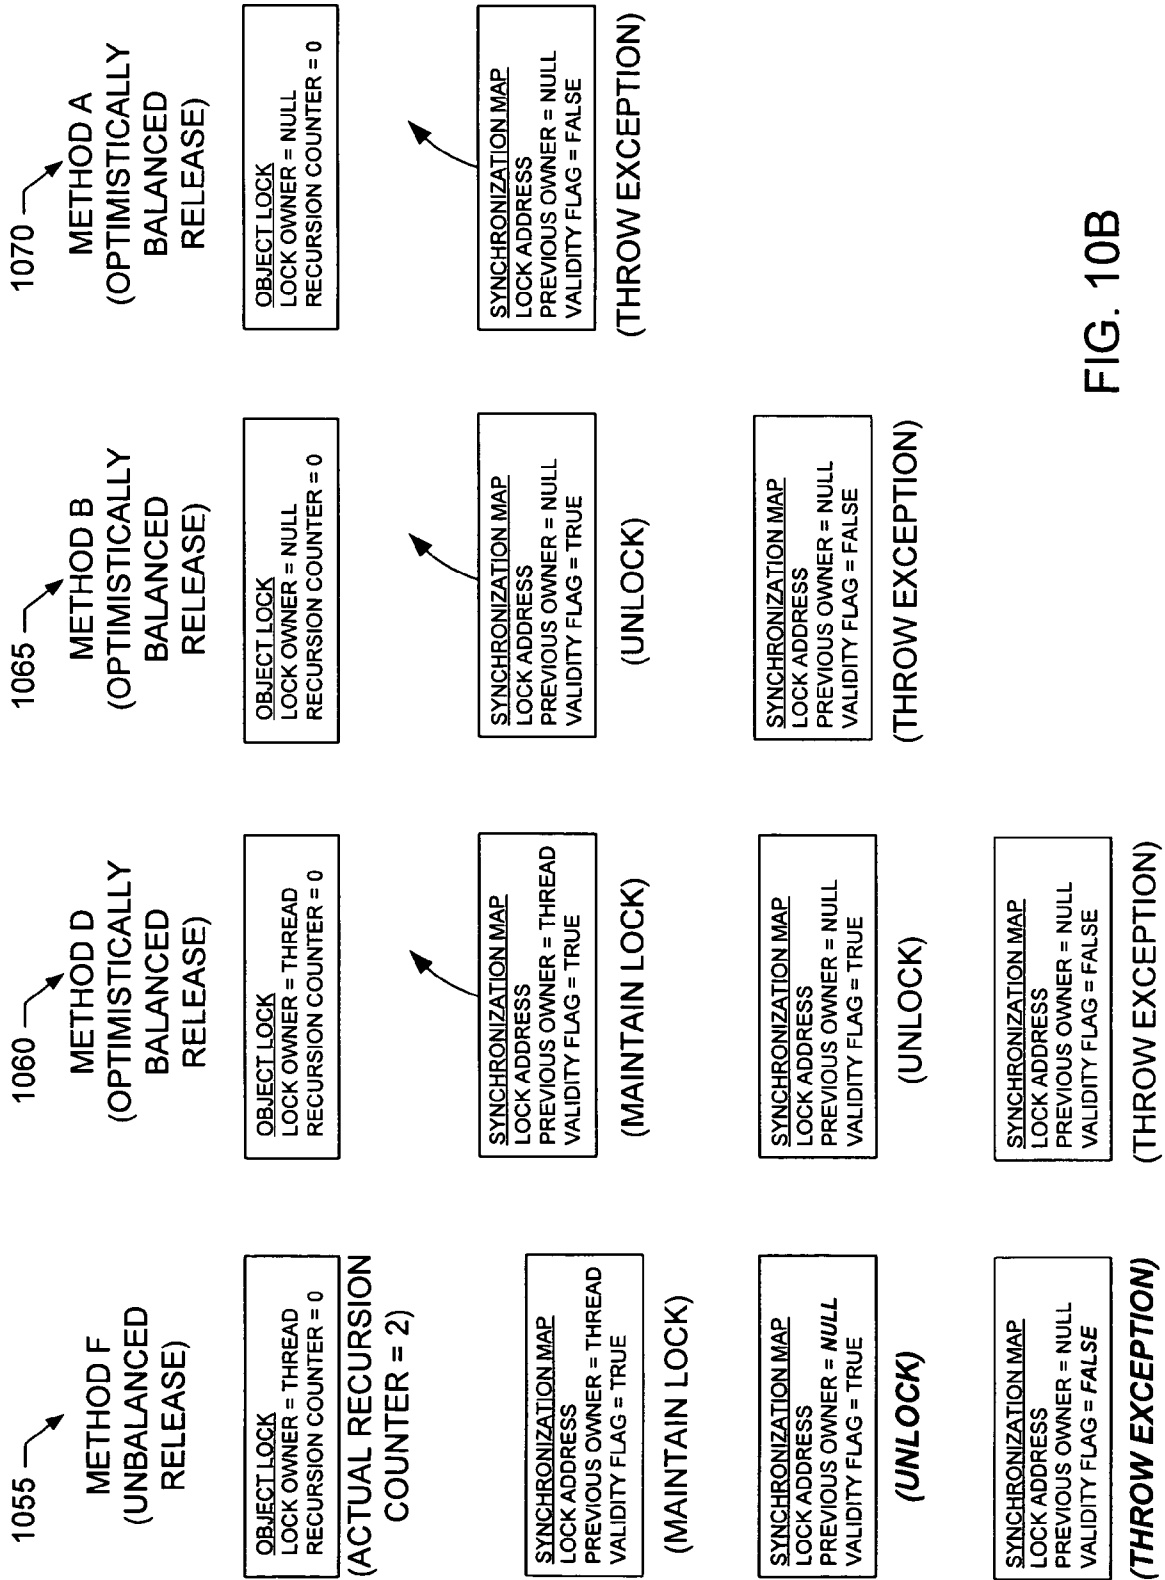 1055
METHOD F
(UNBALANCED
RELEASE)
OBJECT LOCK
LOCK OWNER = THREAD
RECURSION COUNTER = 0
(ACTUAL RECURSION
COUNTER = 2)
SYNCHRONIZATION MAP
LOCK ADDRESS
PREVIOUS OWNER = THREAD
VALIDITY FLAG = TRUE
(MAINTAIN LOCK)
SYNCHRONIZATION MAP
LOCK ADDRESS
PREVIOUS OWNER = NULL
VALIDITY FLAG = TRUE
(UNLOCK)
SYNCHRONIZATION MAP
LOCK ADDRESS
PREVIOUS OWNER = NULL
VALIDITY FLAG = FALSE
(THROW EXCEPTION)
1060
METHOD D
(OPTIMISTICALLY
BALANCED
RELEASE)
OBJECT LOCK
LOCK OWNER = THREAD
RECURSION COUNTER = 0
SYNCHRONIZATION MAP
LOCK ADDRESS
PREVIOUS OWNER = THREAD
VALIDITY FLAG = TRUE
(MAINTAIN LOCK)
SYNCHRONIZATION MAP
LOCK ADDRESS
PREVIOUS OWNER = NULL
VALIDITY FLAG = TRUE
(UNLOCK)
SYNCHRONIZATION MAP
LOCK ADDRESS
PREVIOUS OWNER = NULL
VALIDITY FLAG = FALSE
(THROW EXCEPTION)
1065
METHOD B
(OPTIMISTICALLY
BALANCED
RELEASE)
OBJECT LOCK
LOCK OWNER = NULL
RECURSION COUNTER = 0
SYNCHRONIZATION MAP
LOCK ADDRESS
PREVIOUS OWNER = NULL
VALIDITY FLAG = TRUE
(UNLOCK)
SYNCHRONIZATION MAP
LOCK ADDRESS
PREVIOUS OWNER = NULL
VALIDITY FLAG = FALSE
(THROW EXCEPTION)
1070
METHOD A
(OPTIMISTICALLY
BALANCED
RELEASE)
OBJECT LOCK
LOCK OWNER = NULL
RECURSION COUNTER = 0
SYNCHRONIZATION MAP
LOCK ADDRESS
PREVIOUS OWNER = NULL
VALIDITY FLAG = FALSE
(THROW EXCEPTION)
FIG. 10B